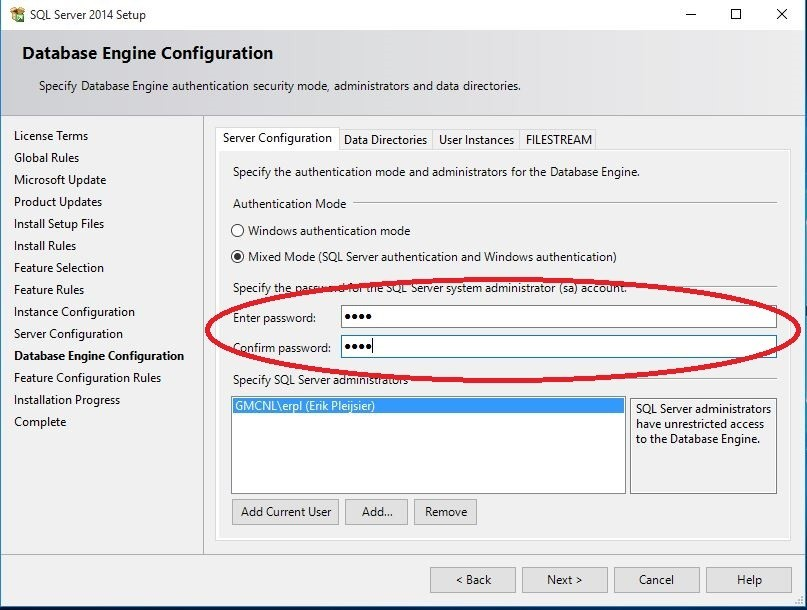 SQL Server 2014 Setup
Database Engine Configuration
Specify Database Engine authentication security mode, administrators and data directories.
License Terms
Global Rules
Microsoft Update
Product Updates
Install Setup Files
Install Rules
Feature Selection
Feature Rules
Instance Configuration
Server Configuration
Database Engine Configuration
Feature Configuration Rules
Installation Progress
Complete
Server Configuration
Data Directories
User Instances
FILESTREAM
Specify the authentication mode and administrators for the Database Engine.
Authentication Mode
Windows authentication mode
Mixed Mode (SQL Server authentication and Windows authentication)
Specify the password for the SQL Server system administrator (sa) account.
Enter password: ●●●●
Confirm password: ●●●●
Specify SQL Server administrators
GMCNL\erpl (Erik Pleijsier)
SQL Server administrators
have unrestricted access
to the Database Engine.
Add Current User
Add...
Remove
< Back
Next >
Cancel
Help